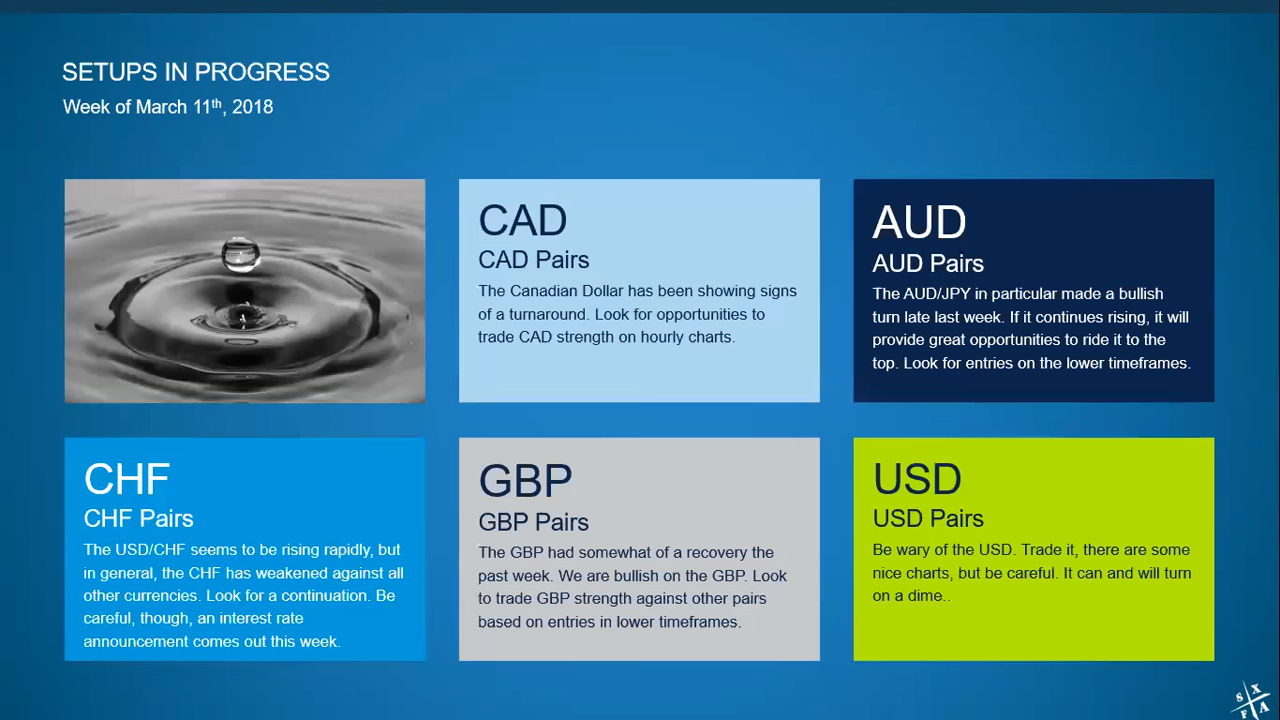 SETUPS IN PROGRESS
Week of March 11th, 2018
CAD
CAD Pairs
The Canadian Dollar has been showing signs
of a turnaround. Look for opportunities to
trade CAD strength on hourly charts.
AUD
AUD Pairs
The AUD/JPY in particular made a bullish
turn late last week. If it continues rising, it will
provide great opportunities to ride it to the
top. Look for entries on the lower timeframes.
CHF
CHF Pairs
The USD/CHF seems to be rising rapidly, but
in general, the CHF has weakened against all
other currencies. Look for a continuation. Be
careful, though, an interest rate
announcement comes out this week.
GBP
GBP Pairs
The GBP had somewhat of a recovery the
past week. We are bullish on the GBP. Look
to trade GBP strength against other pairs
based on entries in lower timeframes.
USD
USD Pairs
Be wary of the USD. Trade it, there are some
nice charts, but be careful. It can and will turn
on a dime..
S X
F A